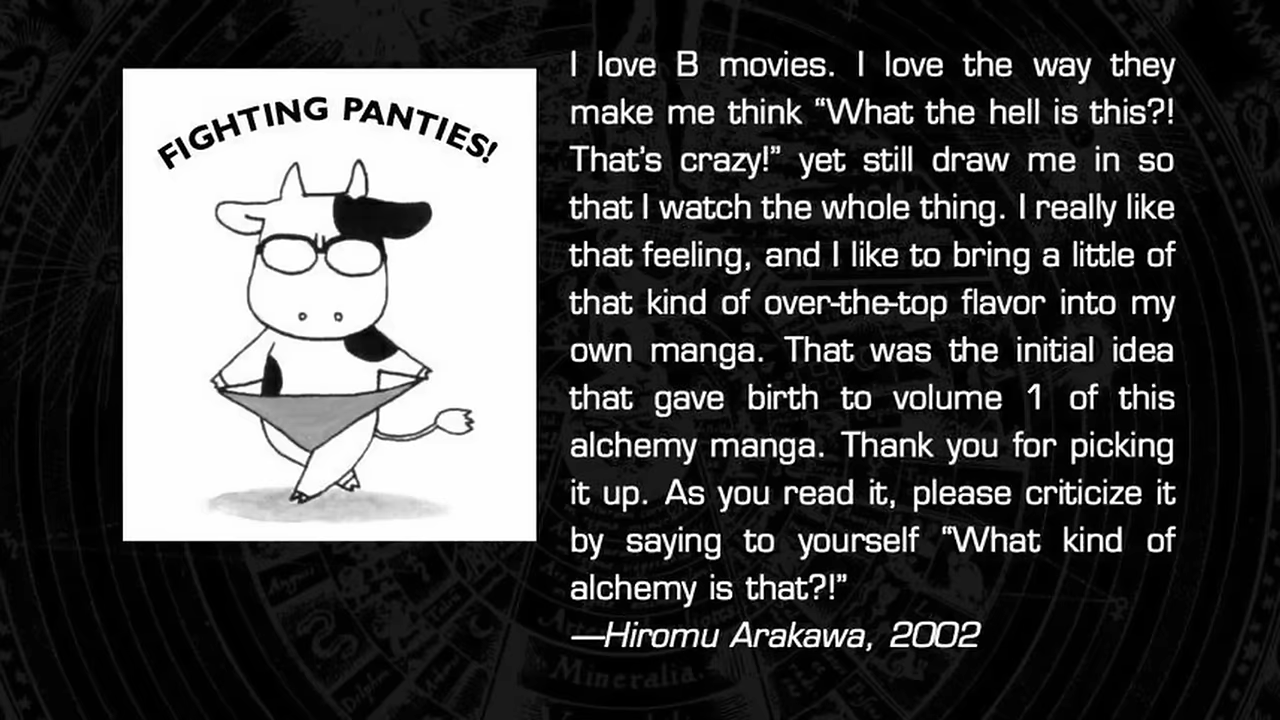 FIGHTING PANTIES!
I love B movies. I love the way they
make me think “What the hell is this?!
That’s crazy!” yet still draw me in so
that I watch the whole thing. I really like
that feeling, and I like to bring a little of
that kind of over-the-top flavor into my
own manga. That was the initial idea
that gave birth to volume 1 of this
alchemy manga. Thank you for picking
it up. As you read it, please criticize it
by saying to yourself “What kind of
alchemy is that?!”
—Hiromu Arakawa, 2002
Mineralia.